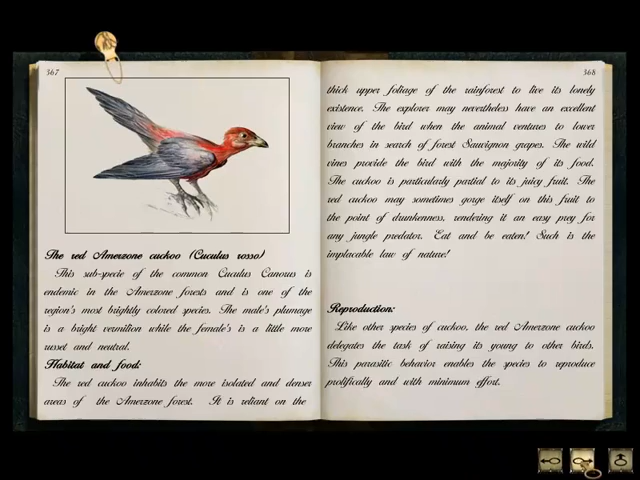 367
The red Amerzone cuckoo (Cuculus rosso)
This sub-specie of the common Cuculus Canorus is
endemic in the Amerzone forests and is one of the
region's most brightly colored species. The male's plumage
is a bright vermilion while the female's is a little more
russet and neutral.
Habitat and food:
The red cuckoo inhabits the more isolated and denser
areas of the Amerzone forest. It is reliant on the
368
thick upper foliage of the rainforest to live its lonely
existence. The explorer may nevertheless have an excellent
view of the bird when the animal ventures to lower
branches in search of forest Sauvignon grapes. The wild
vines provide the bird with the majority of its food.
The cuckoo is particularly partial to its juicy fruit. The
red cuckoo may sometimes gorge itself on this fruit to
the point of drunkenness, rendering it an easy prey for
any jungle predator. Eat and be eaten! Such is the
implacable law of nature!
Reproduction:
Like other species of cuckoo, the red Amerzone cuckoo
delegates the task of raising its young to other birds.
This parasitic behavior enables the species to reproduce
prolifically and with minimum effort.